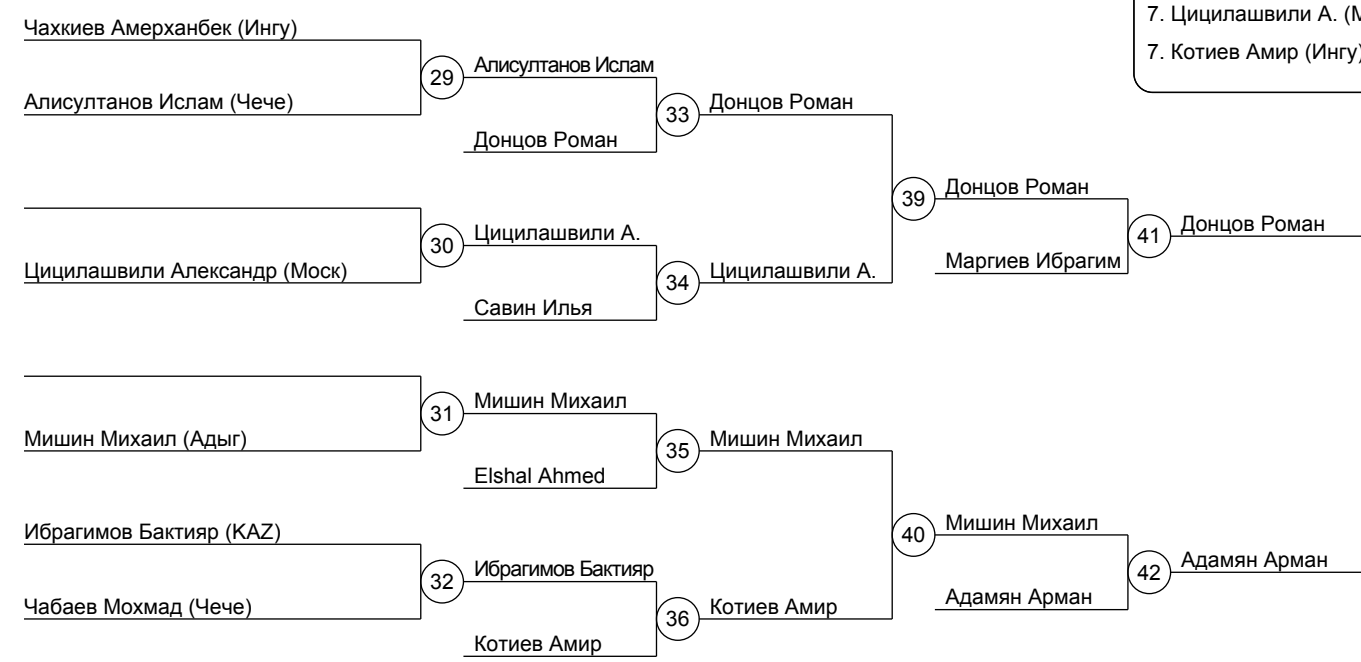 7. Цицилашвили А. (М
7. Котиев Амир (Ингу)
Чахкиев Амерханбек (Ингу)
29
Алисултанов Ислам
Алисултанов Ислам (Чече)
33
Донцов Роман
Донцов Роман
39
Донцов Роман
30
Цицилашвили А.
41
Донцов Роман
Цицилашвили Александр (Моск)
34
Цицилашвили А.
Маргиев Ибрагим
Савин Илья
31
Мишин Михаил
Мишин Михаил (Адыг)
35
Мишин Михаил
Elshal Ahmed
Ибрагимов Бактияр (KAZ)
40
Мишин Михаил
32
Ибрагимов Бактияр
42
Адамян Арман
Чабаев Мохмад (Чече)
36
Котиев Амир
Адамян Арман
Котиев Амир